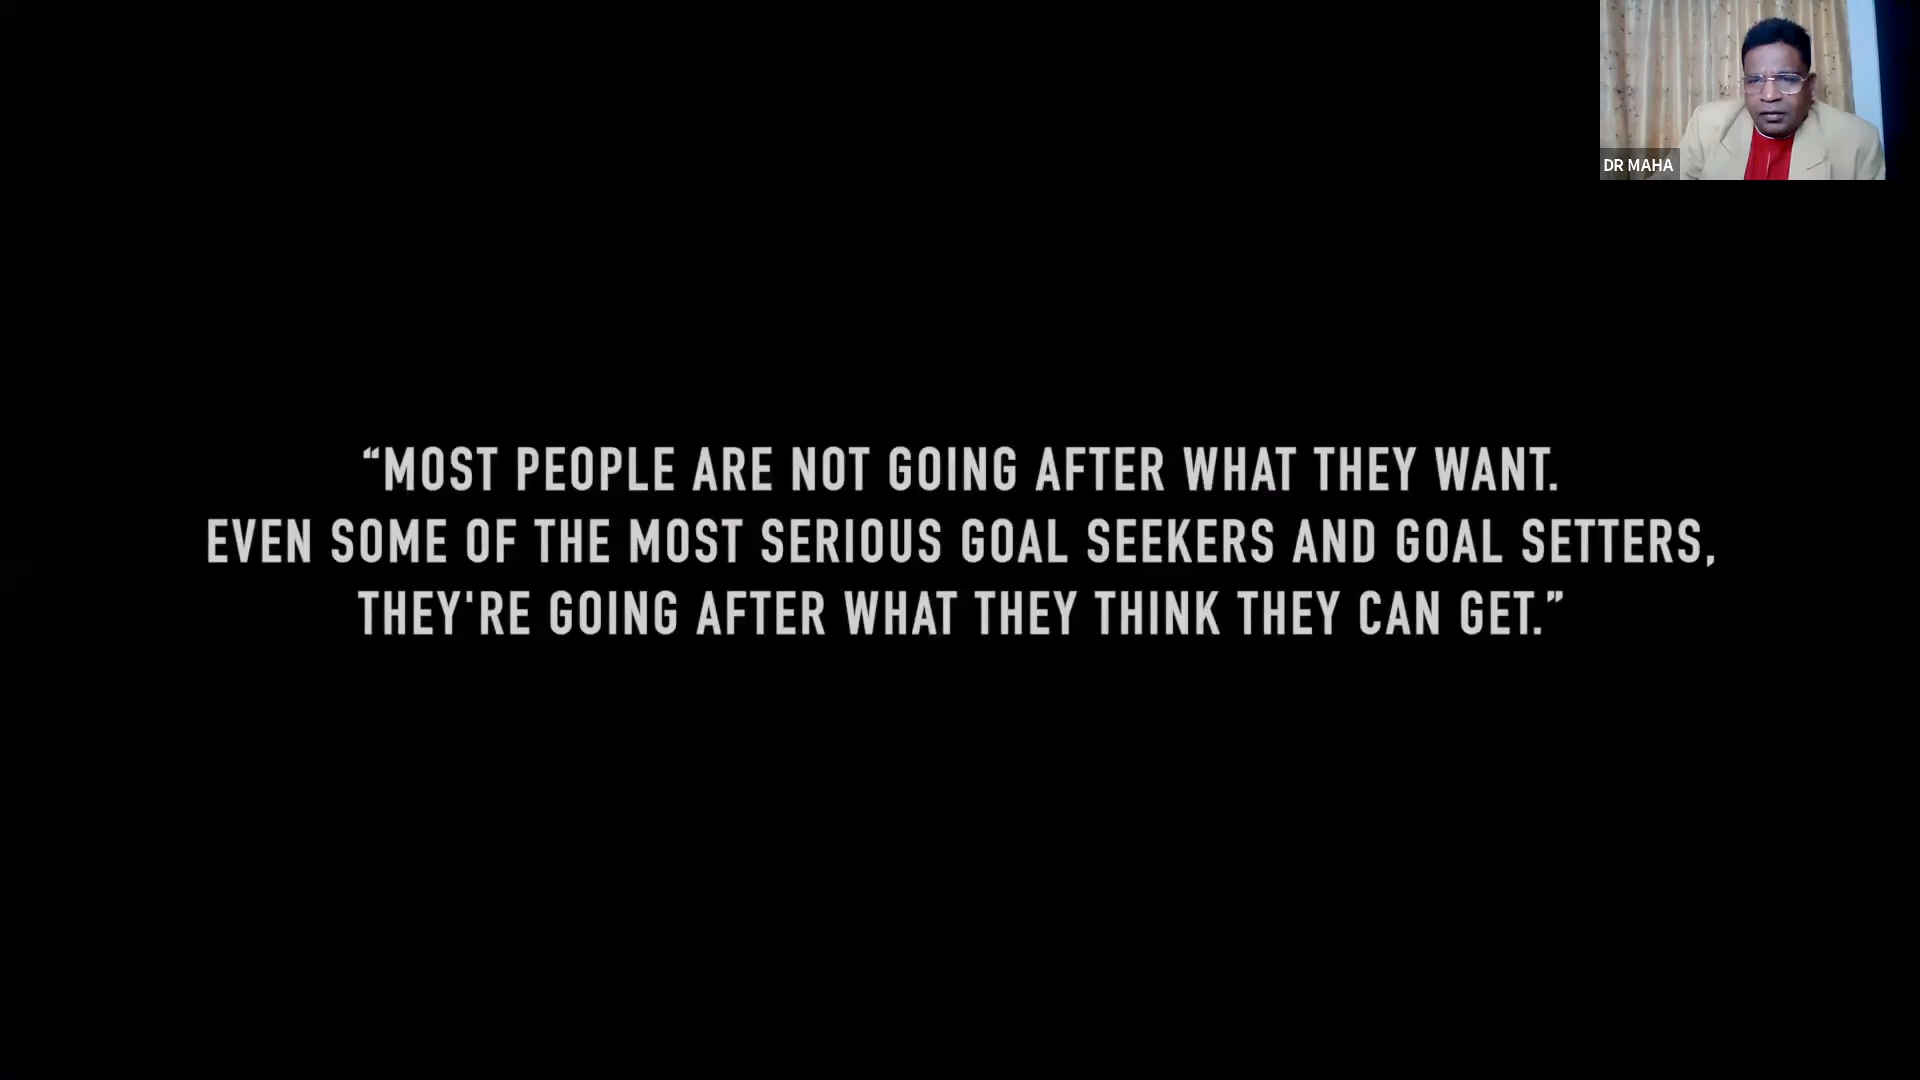 DR MAHA
“MOST PEOPLE ARE NOT GOING AFTER WHAT THEY WANT.
EVEN SOME OF THE MOST SERIOUS GOAL SEEKERS AND GOAL SETTERS,
THEY'RE GOING AFTER WHAT THEY THINK THEY CAN GET.”